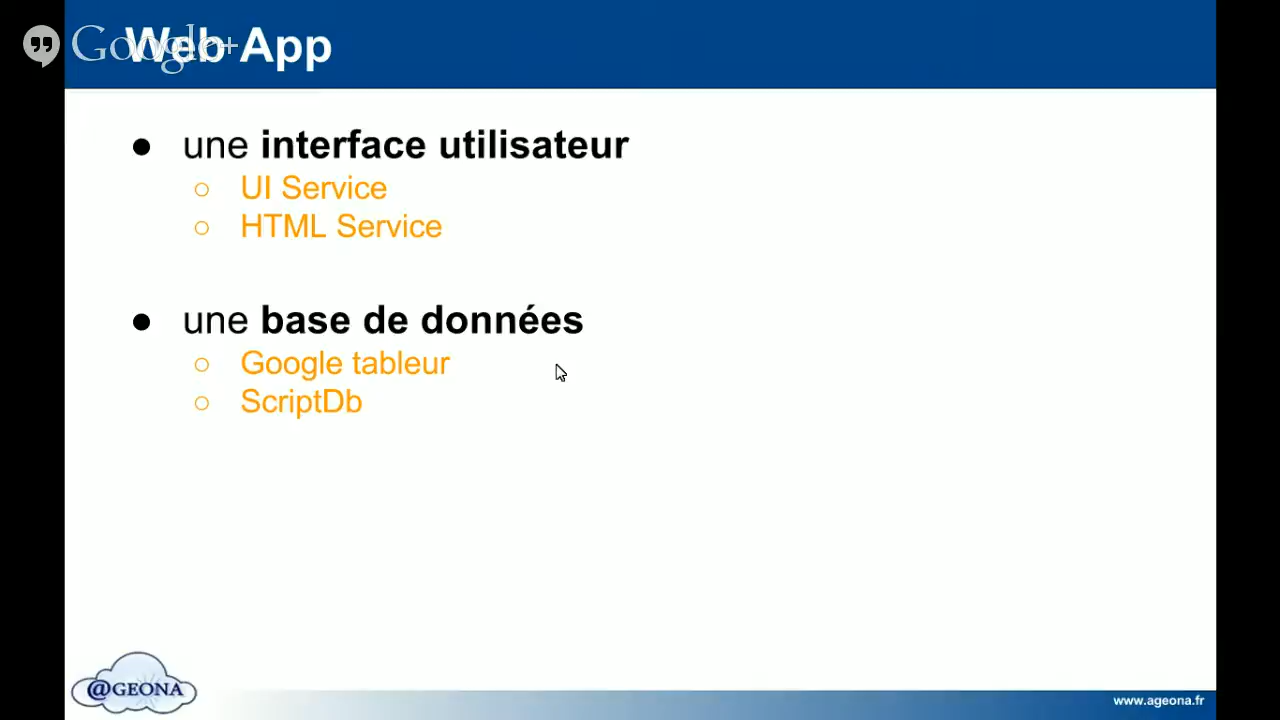 Google+
Web App
● une interface utilisateur
○ UI Service
○ HTML Service
● une base de données
○ Google tableur
○ ScriptDb
@GEONA
www.ageona.fr